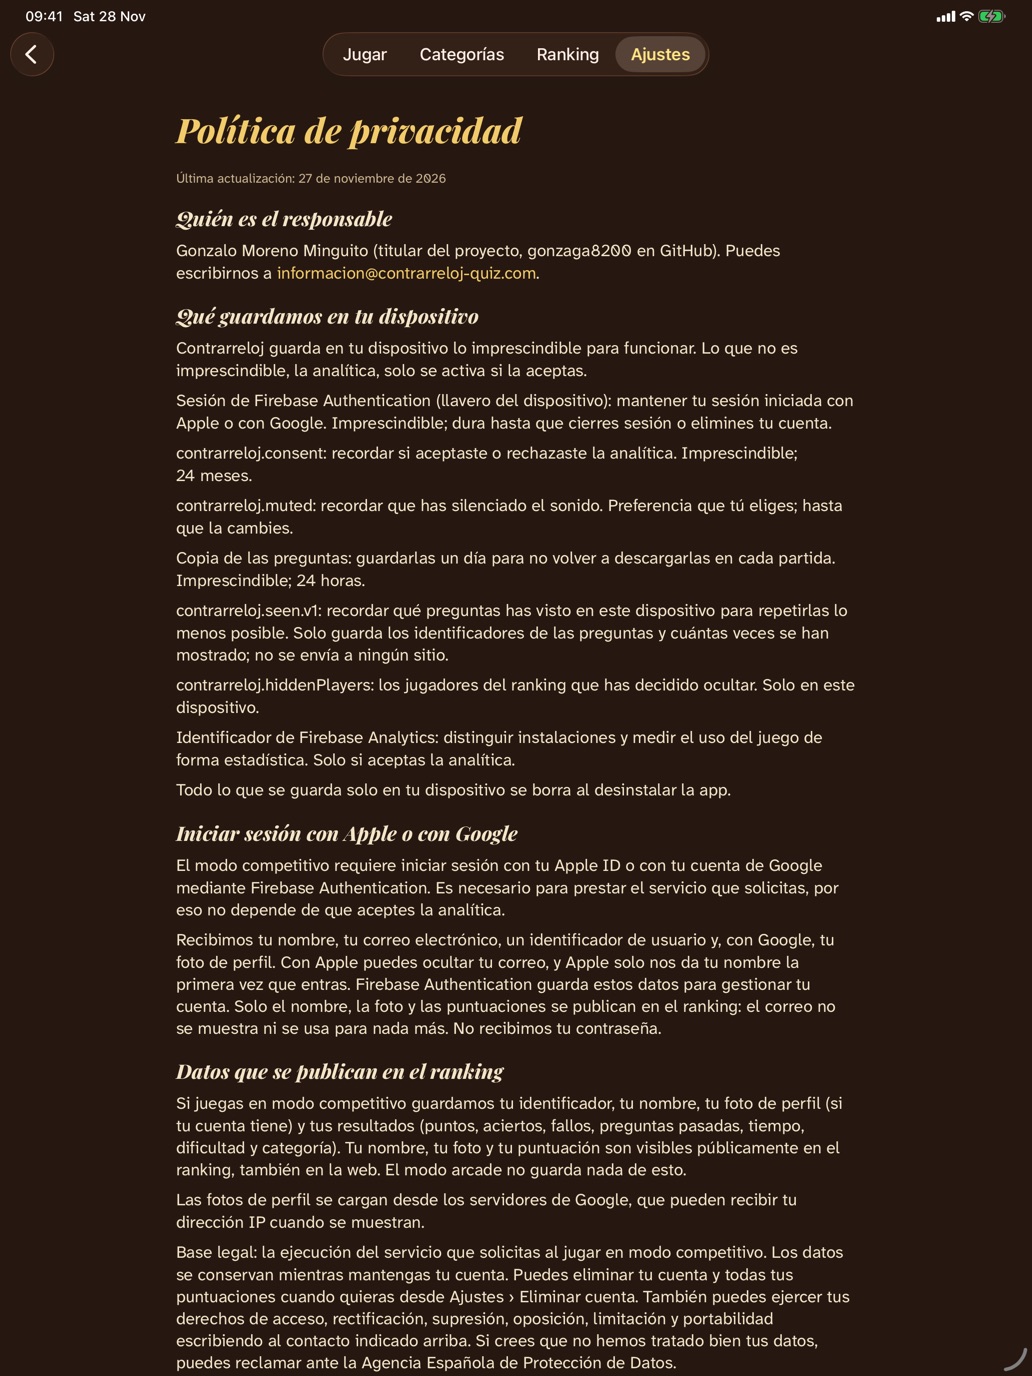 09:41 Sat 28 Nov
Jugar
Categorías
Ranking
Ajustes
Política de privacidad
Última actualización: 27 de noviembre de 2026
Quién es el responsable
Gonzalo Moreno Minguito (titular del proyecto, gonzaga8200 en GitHub). Puedes
escribirnos a informacion@contrarreloj-quiz.com.
Qué guardamos en tu dispositivo
Contrarreloj guarda en tu dispositivo lo imprescindible para funcionar. Lo que no es
imprescindible, la analítica, solo se activa si la aceptas.
Sesión de Firebase Authentication (llavero del dispositivo): mantener tu sesión iniciada con
Apple o con Google. Imprescindible; dura hasta que cierres sesión o elimines tu cuenta.
contrarreloj.consent: recordar si aceptaste o rechazaste la analítica. Imprescindible;
24 meses.
contrarreloj.muted: recordar que has silenciado el sonido. Preferencia que tú eliges; hasta
que la cambies.
Copia de las preguntas: guardarlas un día para no volver a descargarlas en cada partida.
Imprescindible; 24 horas.
contrarreloj.seen.v1: recordar qué preguntas has visto en este dispositivo para repetirlas lo
menos posible. Solo guarda los identificadores de las preguntas y cuántas veces se han
mostrado; no se envía a ningún sitio.
contrarreloj.hiddenPlayers: los jugadores del ranking que has decidido ocultar. Solo en este
dispositivo.
Identificador de Firebase Analytics: distinguir instalaciones y medir el uso del juego de
forma estadística. Solo si aceptas la analítica.
Todo lo que se guarda solo en tu dispositivo se borra al desinstalar la app.
Iniciar sesión con Apple o con Google
El modo competitivo requiere iniciar sesión con tu Apple ID o con tu cuenta de Google
mediante Firebase Authentication. Es necesario para prestar el servicio que solicitas, por
eso no depende de que aceptes la analítica.
Recibimos tu nombre, tu correo electrónico, un identificador de usuario y, con Google, tu
foto de perfil. Con Apple puedes ocultar tu correo, y Apple solo nos da tu nombre la
primera vez que entras. Firebase Authentication guarda estos datos para gestionar tu
cuenta. Solo el nombre, la foto y las puntuaciones se publican en el ranking: el correo no
se muestra ni se usa para nada más. No recibimos tu contraseña.
Datos que se publican en el ranking
Si juegas en modo competitivo guardamos tu identificador, tu nombre, tu foto de perfil (si
tu cuenta tiene) y tus resultados (puntos, aciertos, fallos, preguntas pasadas, tiempo,
dificultad y categoría). Tu nombre, tu foto y tu puntuación son visibles públicamente en el
ranking, también en la web. El modo arcade no guarda nada de esto.
Las fotos de perfil se cargan desde los servidores de Google, que pueden recibir tu
dirección IP cuando se muestran.
Base legal: la ejecución del servicio que solicitas al jugar en modo competitivo. Los datos
se conservan mientras mantengas tu cuenta. Puedes eliminar tu cuenta y todas tus
puntuaciones cuando quieras desde Ajustes › Eliminar cuenta. También puedes ejercer tus
derechos de acceso, rectificación, supresión, oposición, limitación y portabilidad
escribiendo al contacto indicado arriba. Si crees que no hemos tratado bien tus datos,
puedes reclamar ante la Agencia Española de Protección de Datos.